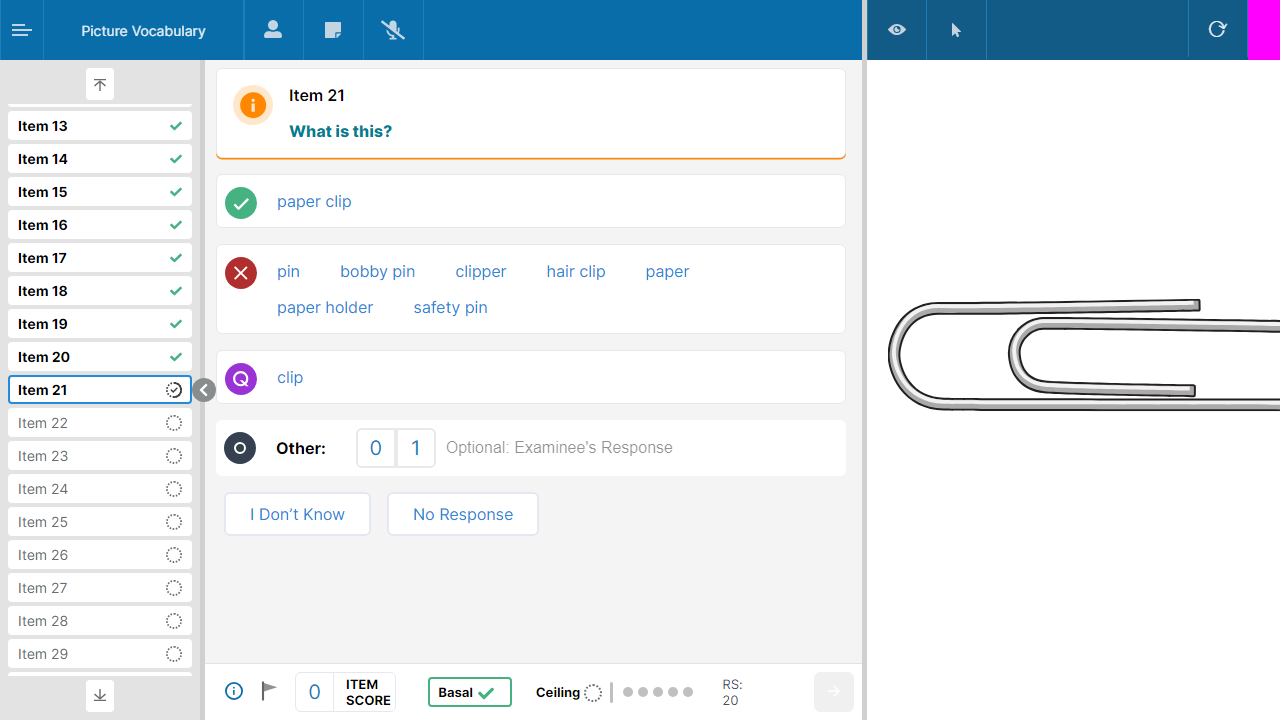 Picture Vocabulary
Item 13
Item 14
Item 15
Item 16
Item 17
Item 18
Item 19
Item 20
Item 21
Item 22
Item 23
Item 24
Item 25
Item 26
Item 27
Item 28
Item 29
Item 21
What is this?
paper clip
pin bobby pin clipper hair clip paper
paper holder safety pin
Q clip
Other: 0 1 Optional: Examinee's Response
I Don’t Know No Response
0 ITEM SCORE Basal Ceiling RS: 20